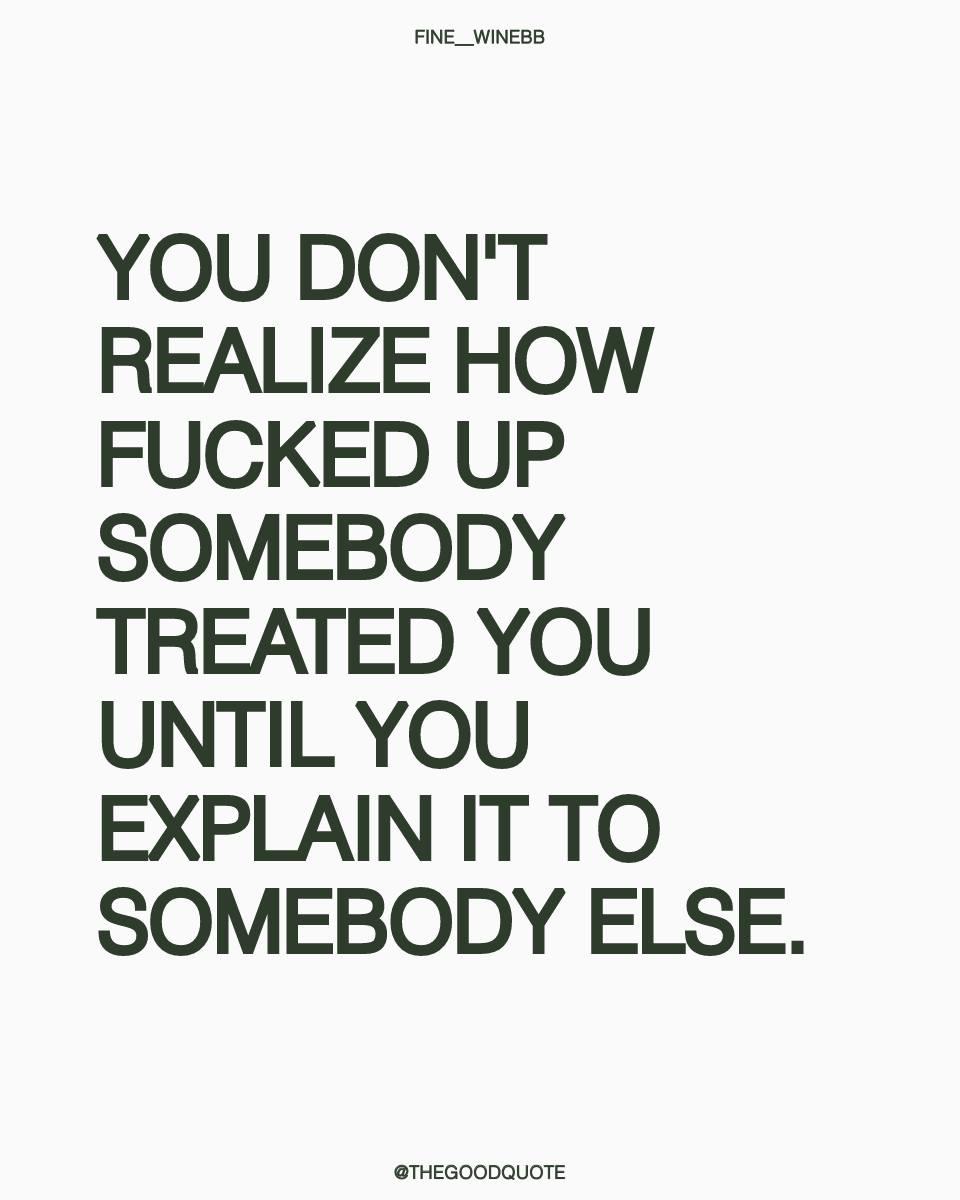 FINE__WINEBB
YOU DON'T
REALIZE HOW
FUCKED UP
SOMEBODY
TREATED YOU
UNTIL YOU
EXPLAIN IT TO
SOMEBODY ELSE.
@THEGOODQUOTE